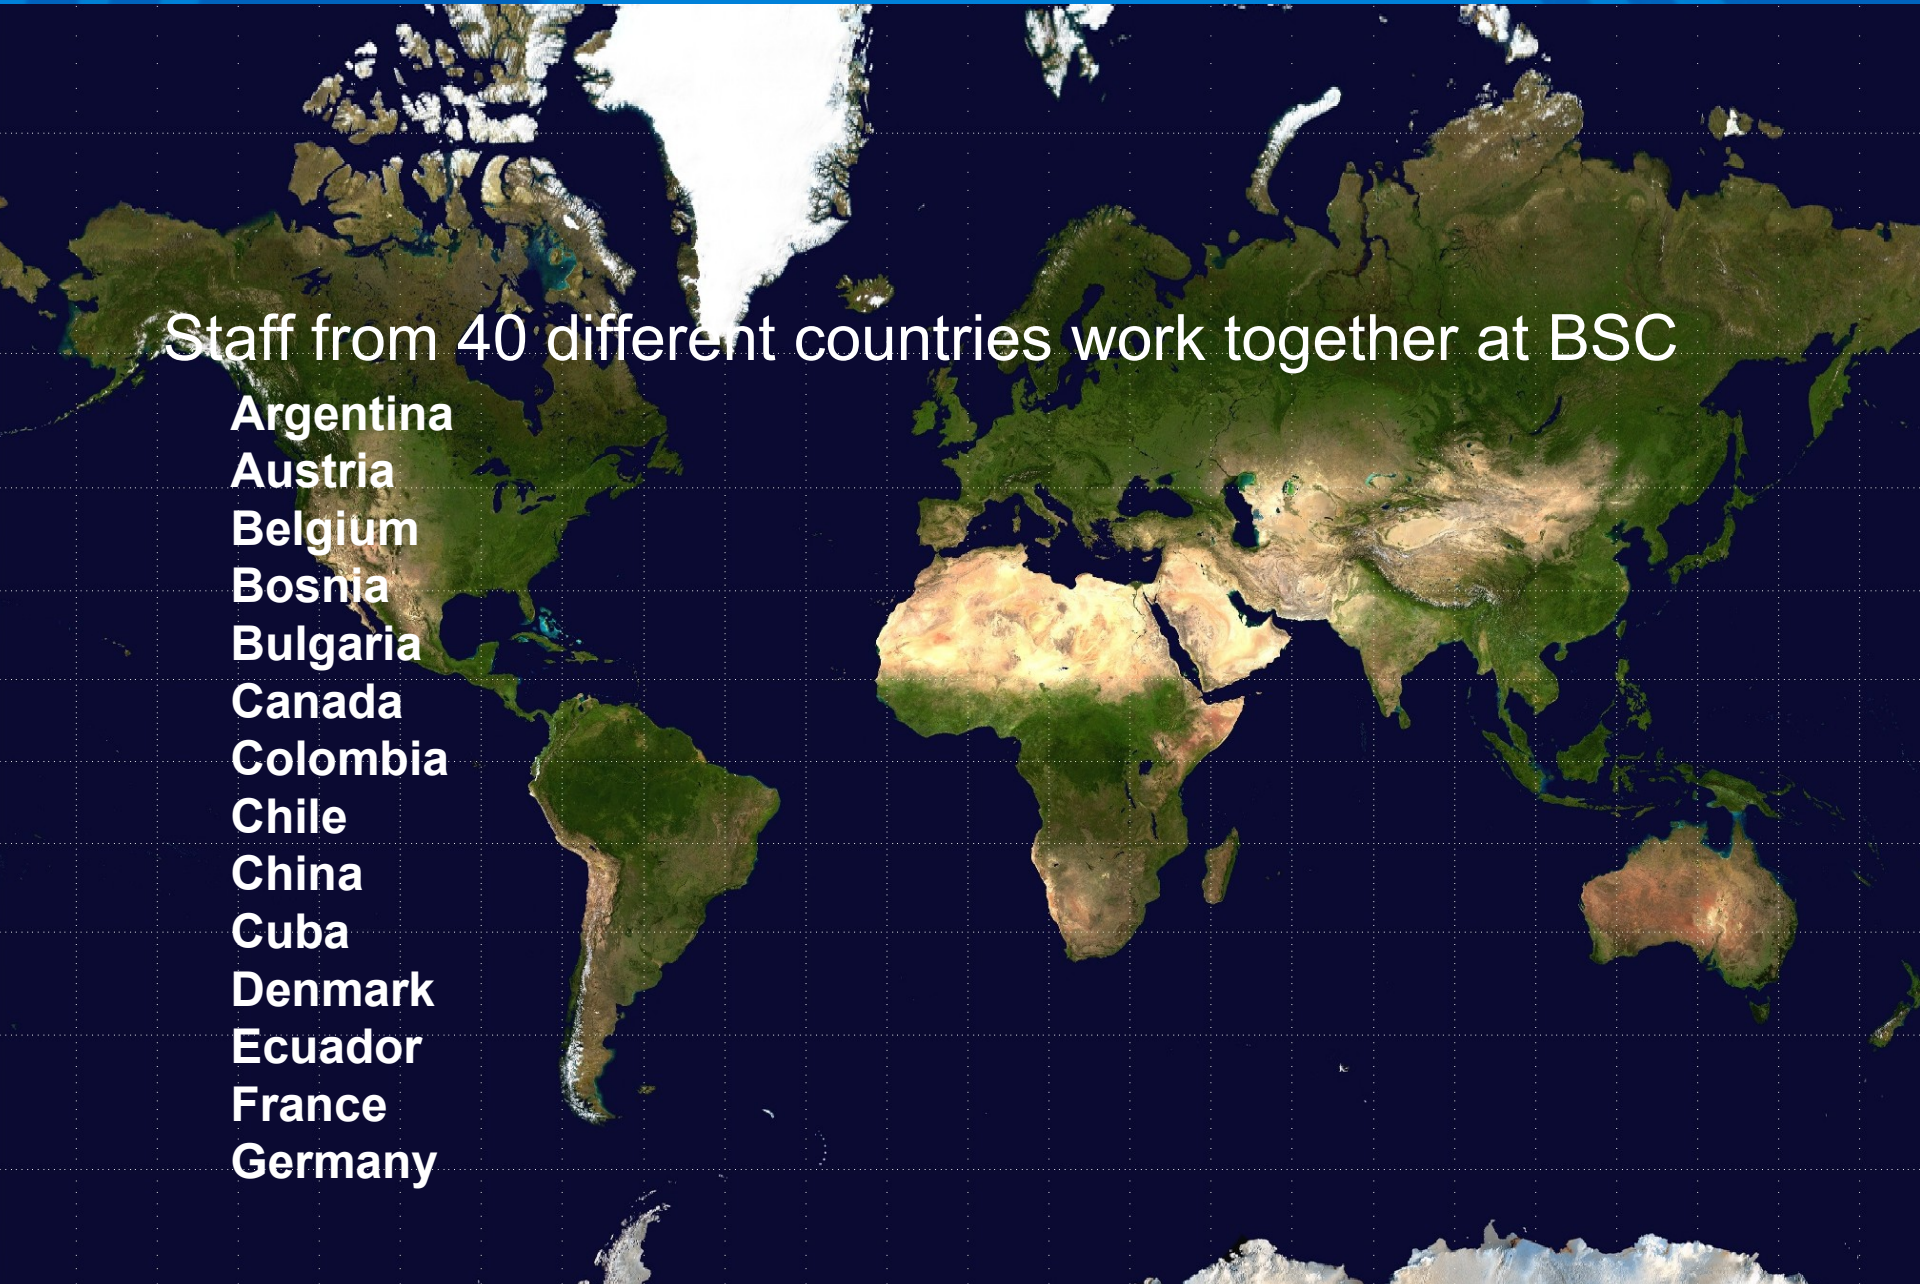 Staff from 40 different countries work together at BSC
Argentina
Austria
Belgium
Bosnia
Bulgaria
Canada
Colombia
Chile
China
Cuba
Denmark
Ecuador
France
Germany